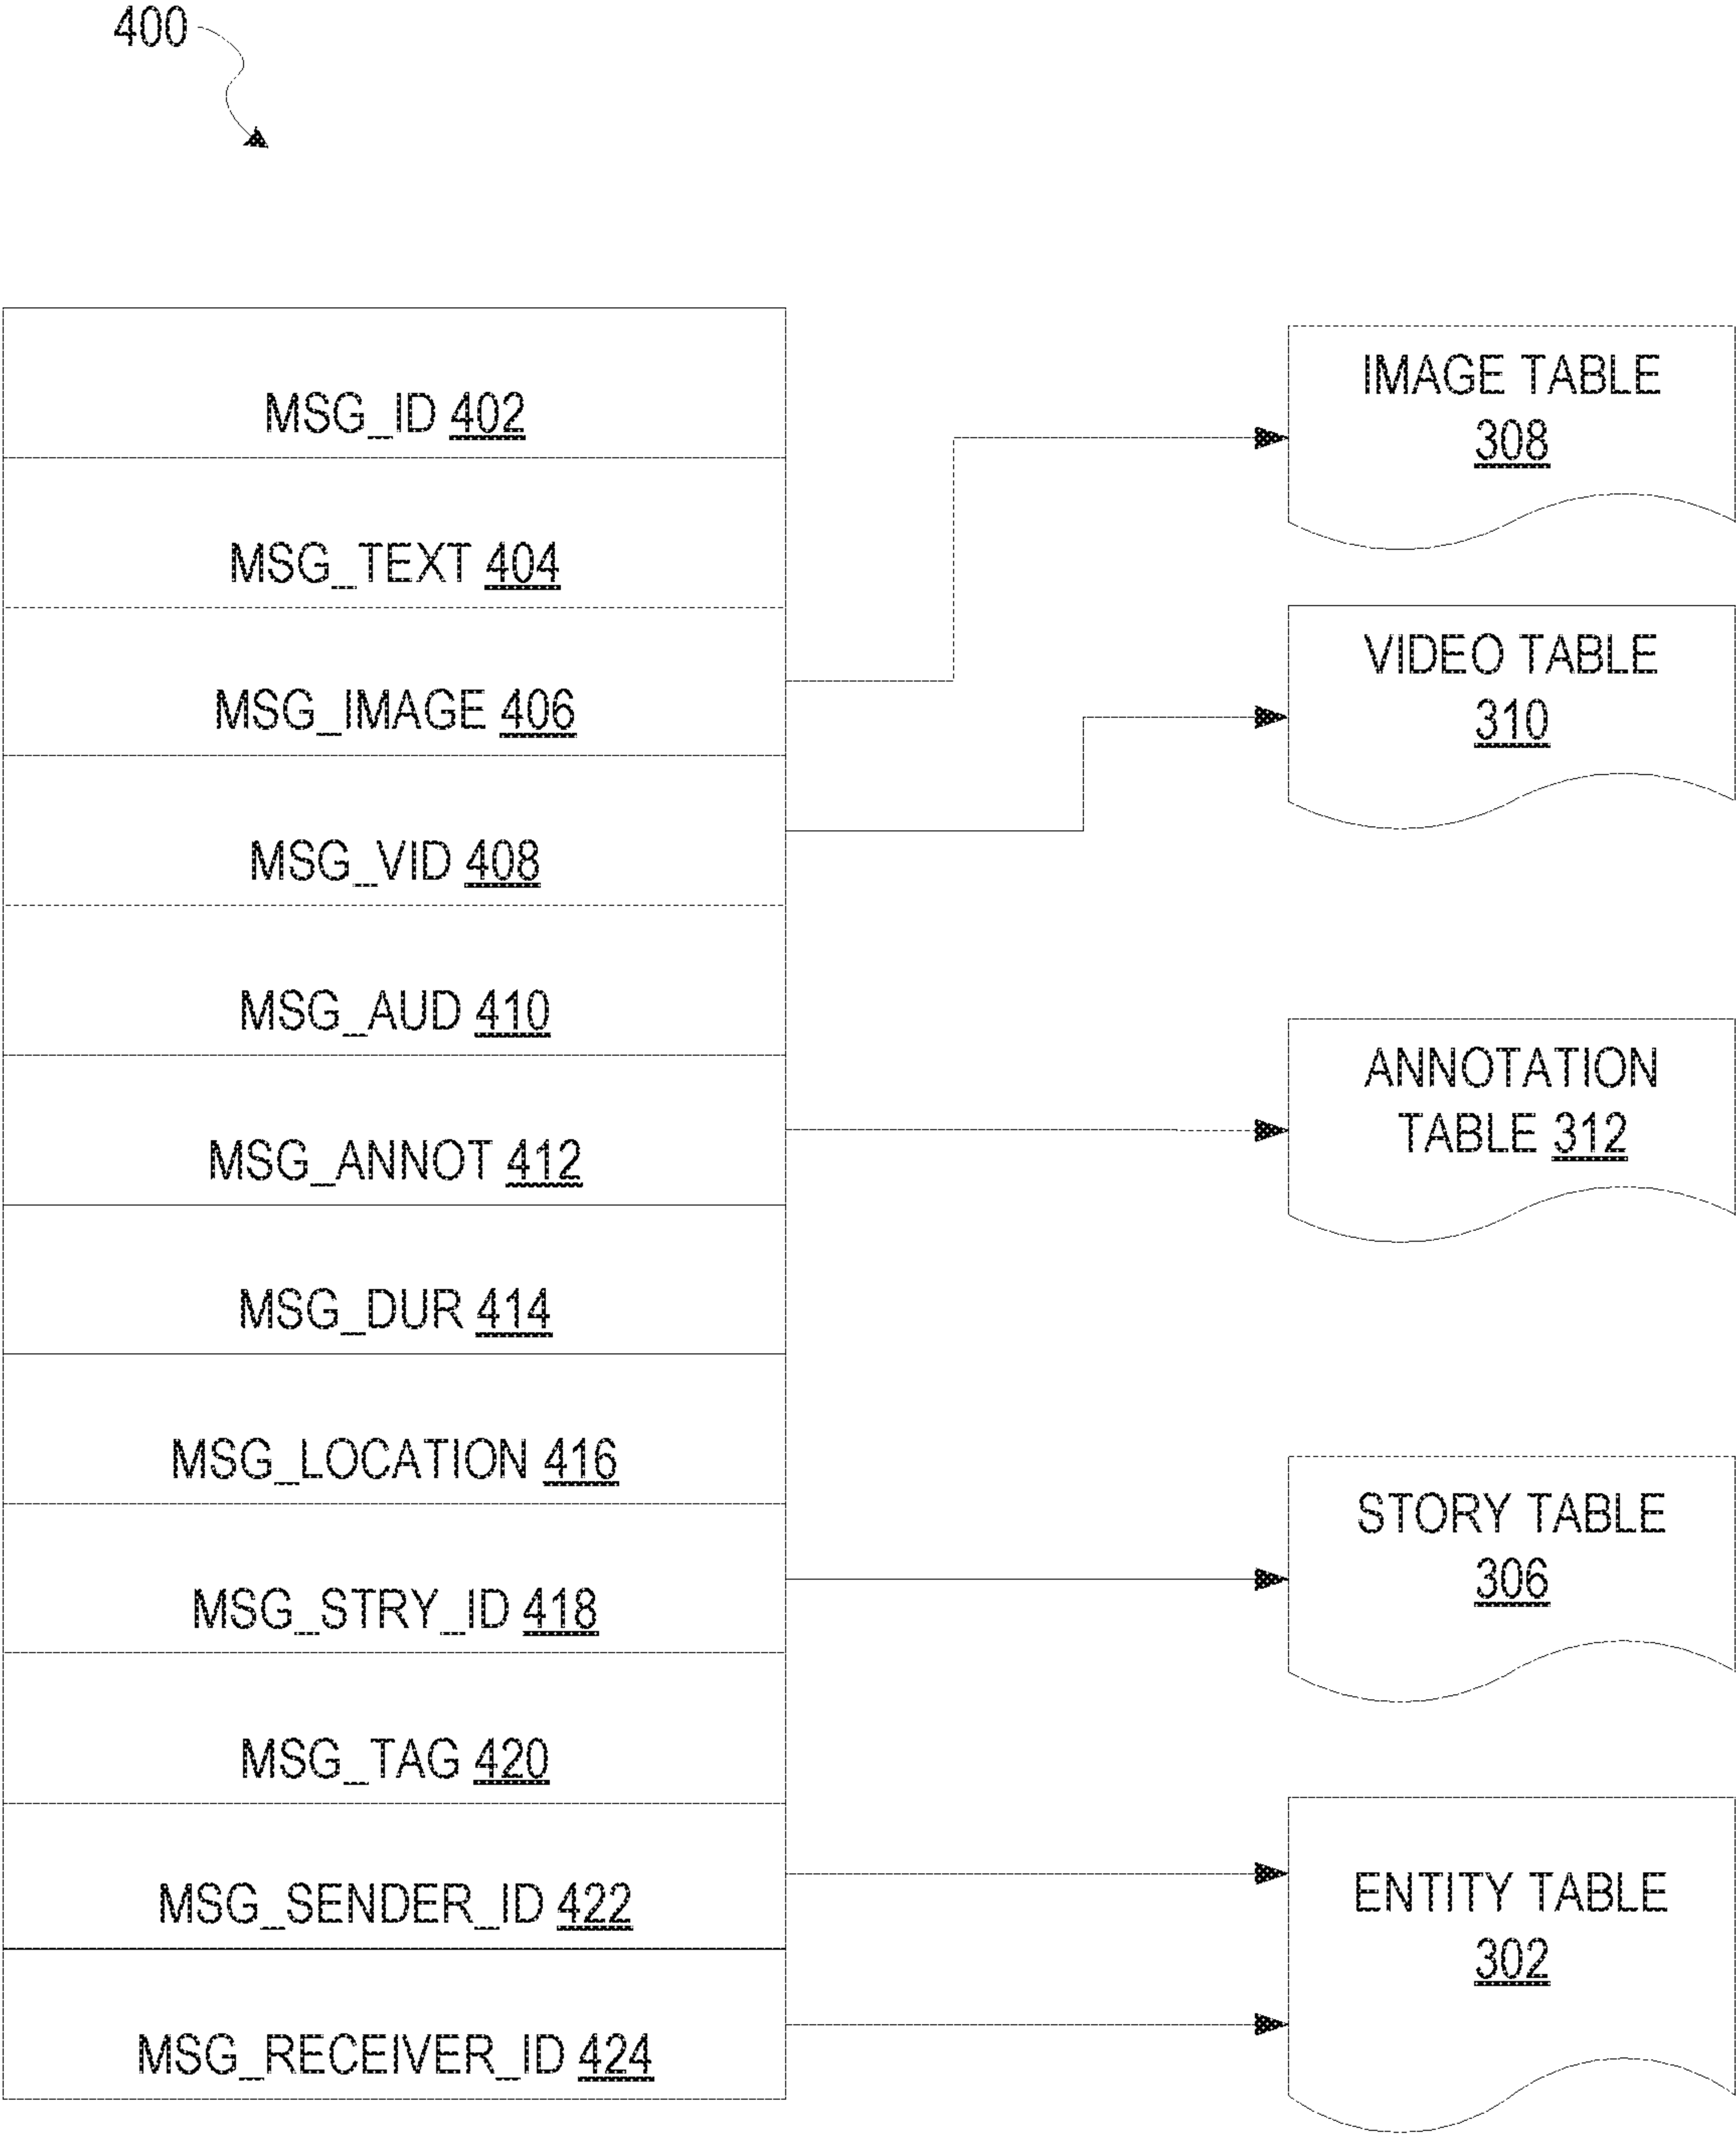 400
MSG_ID 402
MSG_TEXT 404
MSG_IMAGE 406
MSG_VID 408
MSG_AUD 410
MSG_ANNOT 412
MSG_DUR 414
MSG_LOCATION 416
MSG_STRY_ID 418
MSG_TAG 420
MSG_SENDER_ID 422
MSG_RECEIVER_ID 424
IMAGE TABLE
308
VIDEO TABLE
310
ANNOTATION
TABLE 312
STORY TABLE
306
ENTITY TABLE
302